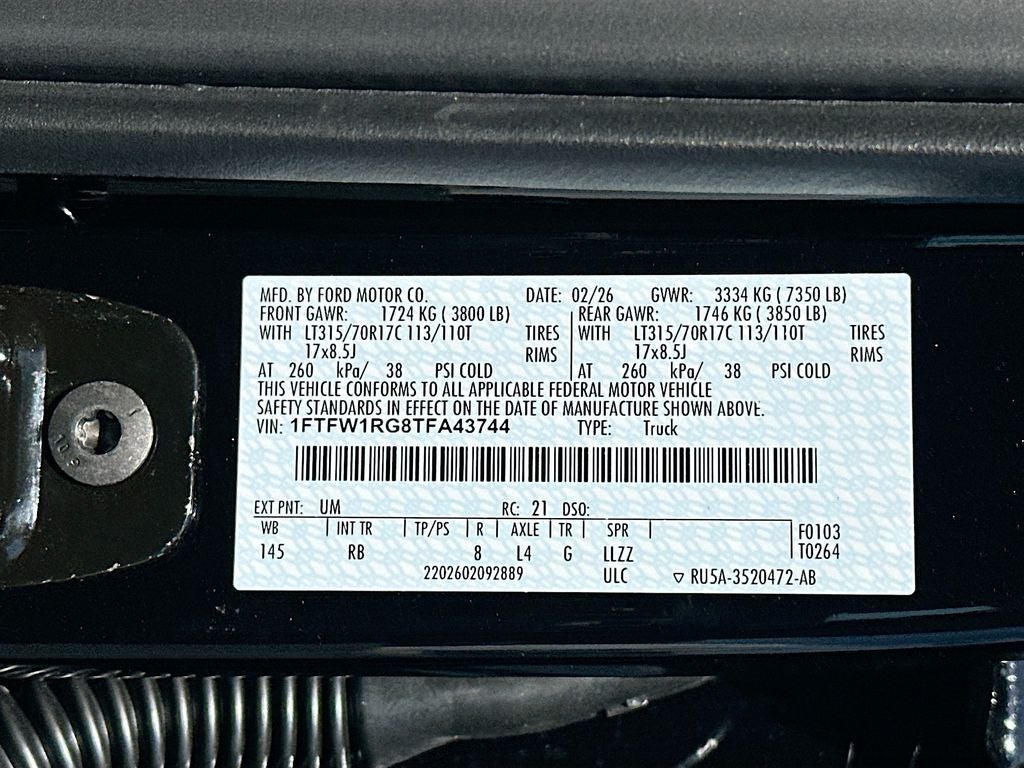 MFD. BY FORD MOTOR CO. DATE: 02/26 GVWR: 3334 KG ( 7350 LB)
FRONT GAWR: 1724 KG ( 3800 LB) REAR GAWR: 1746 KG ( 3850 LB)
WITH LT315/70R17C 113/110T TIRES WITH LT315/70R17C 113/110T TIRES
17x8.5J RIMS 17x8.5J RIMS
AT 260 kPa/ 38 PSI COLD AT 260 kPa/ 38 PSI COLD
THIS VEHICLE CONFORMS TO ALL APPLICABLE FEDERAL MOTOR VEHICLE
SAFETY STANDARDS IN EFFECT ON THE DATE OF MANUFACTURE SHOWN ABOVE.
VIN: 1FTFW1RG8TFA43744 TYPE: Truck
EXT PNT: UM RC: 21 DSO:
WB INT TR TP/PS R AXLE TR SPR F0103
145 RB 8 L4 G LLZZ T0264
2202602092889 ULC RU5A-3520472-AB
10 9